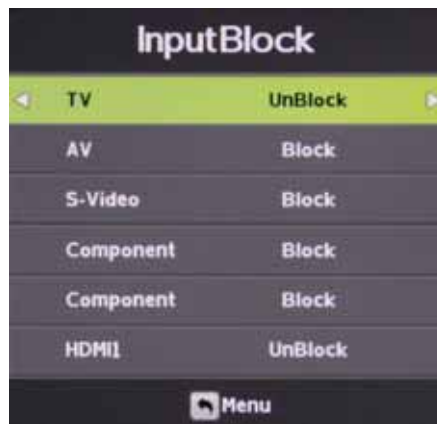 InputBlock
TV UnBlock
AV Block
S-Video Block
Component Block
Component Block
HDMI1 UnBlock
Menu